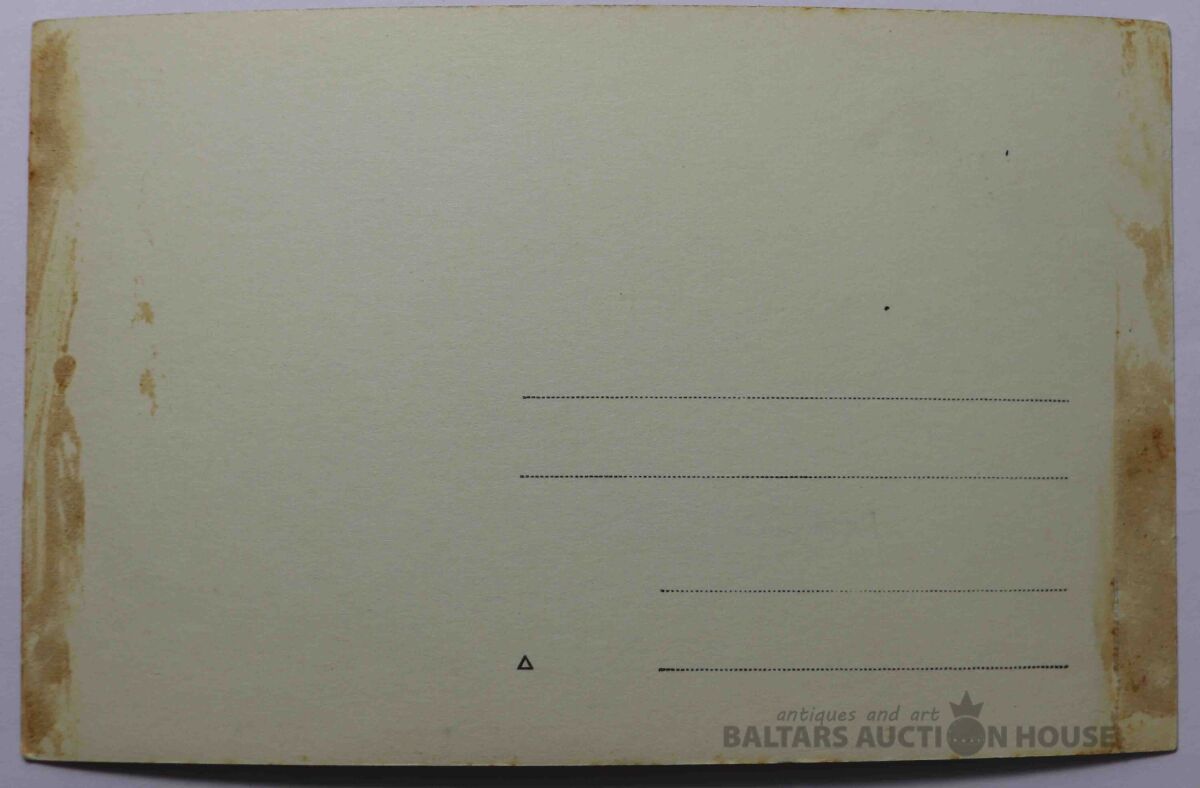 antiques and art
BALTARS AUCTION HOUSE